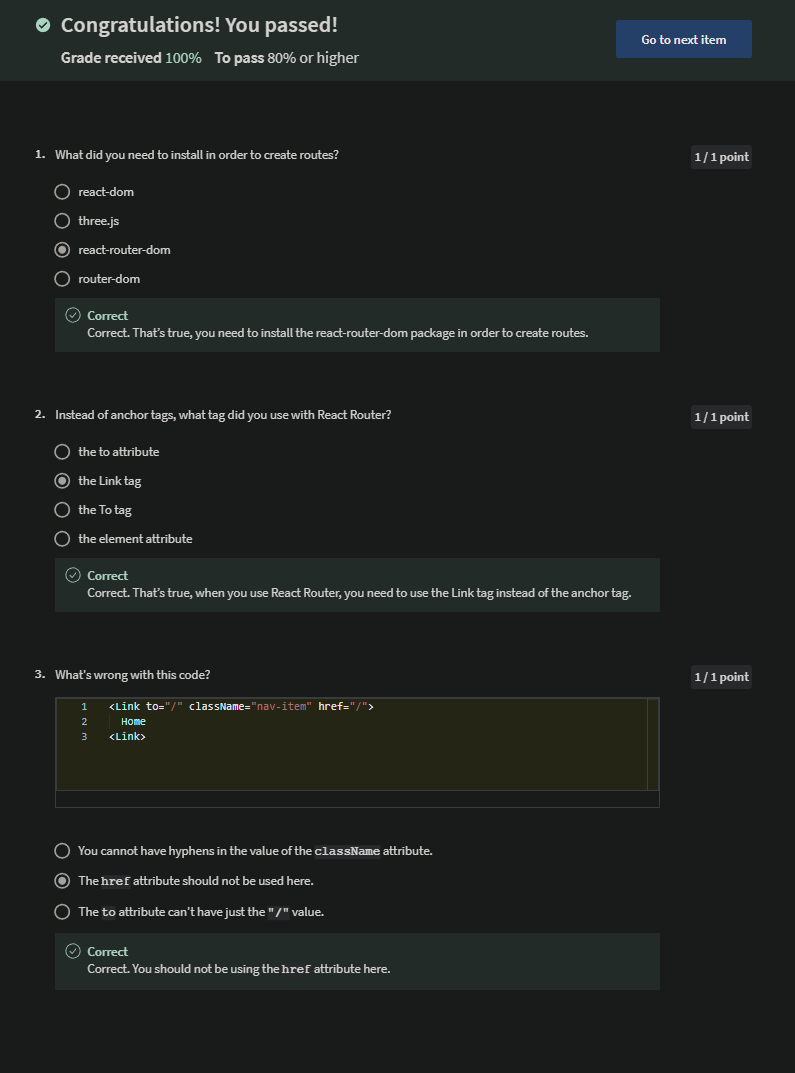 Congratulations! You passed!
Grade received 100% To pass 80% or higher
Go to next item
1. What did you need to install in order to create routes?
1 / 1 point
react-dom
three.js
react-router-dom
router-dom
Correct
Correct. That's true, you need to install the react-router-dom package in order to create routes.
2. Instead of anchor tags, what tag did you use with React Router?
1 / 1 point
the to attribute
the Link tag
the To tag
the element attribute
Correct
Correct. That's true, when you use React Router, you need to use the Link tag instead of the anchor tag.
3. What's wrong with this code?
1 / 1 point
1 <Link to="/" className="nav-item" href="/">
2 Home
3 <Link>
You cannot have hyphens in the value of the className attribute.
The href attribute should not be used here.
The to attribute can't have just the "/" value.
Correct
Correct. You should not be using the href attribute here.